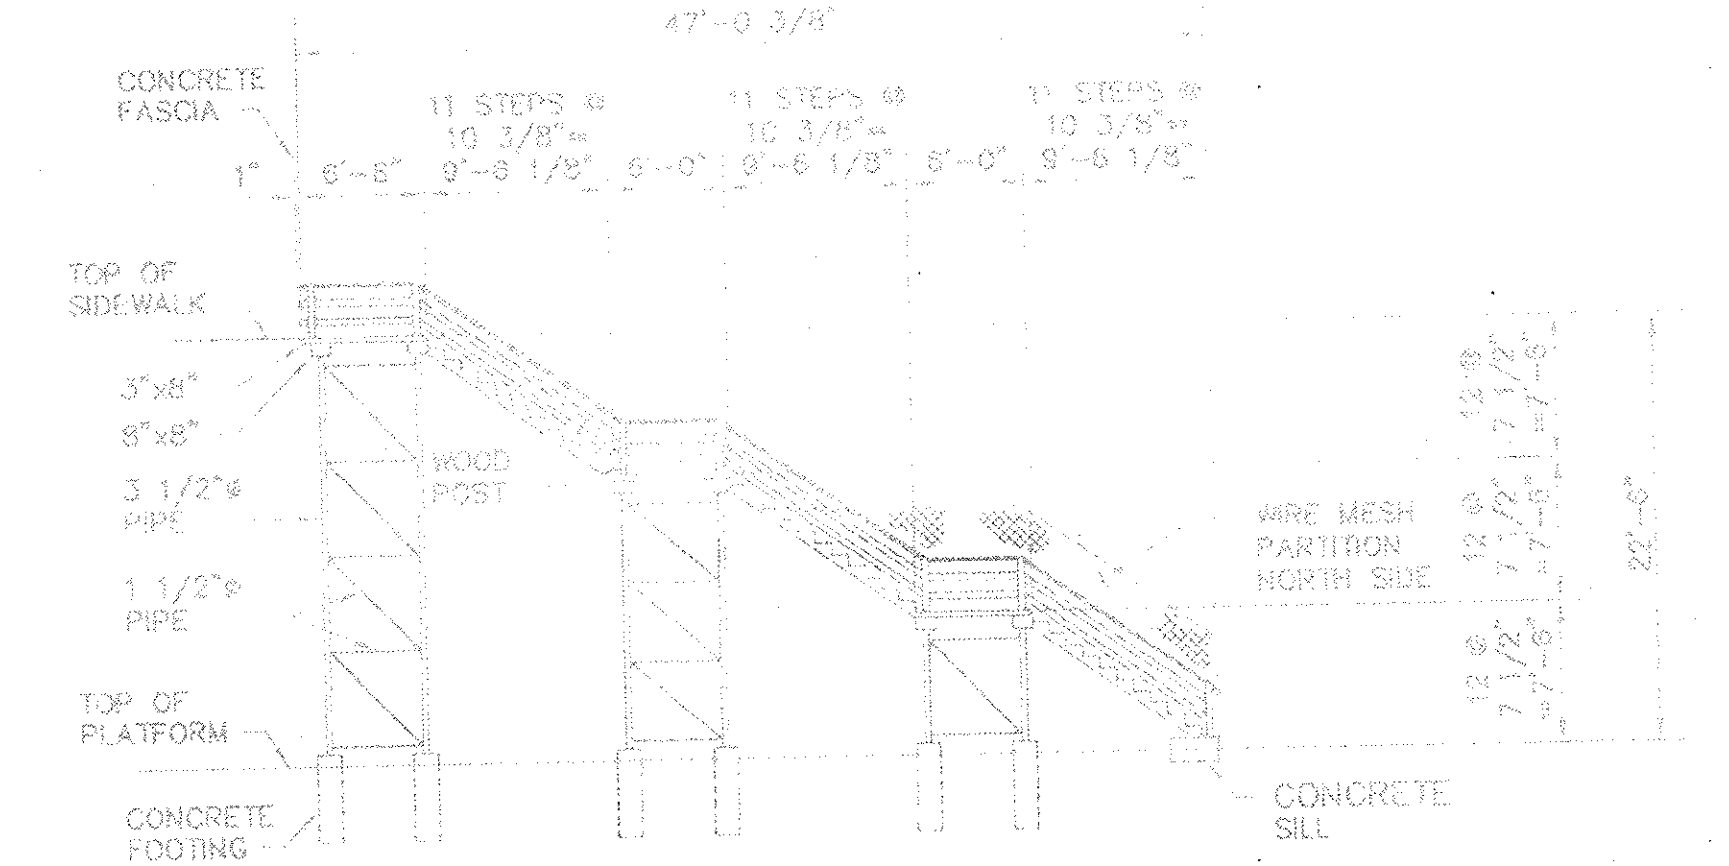 47'-0 3/8"
CONCRETE
FASCIA
11 STEPS @
10 3/8"=
9'-6 1/8"
11 STEPS @
10 3/8"=
9'-6 1/8"
11 STEPS @
10 3/8"=
9'-6 1/8"
1"
6'-6"
6'-0"
6'-0"
TOP OF
SIDEWALK
3"x8"
8"x8"
3 1/2"ø
PIPE
1 1/2"ø
PIPE
WOOD
POST
TOP OF
PLATFORM
CONCRETE
FOOTING
WIRE MESH
PARTITION
NORTH SIDE
CONCRETE
SILL
12 @
7 1/2"
=7'-6"
12 @
7 1/2"
=7'-6"
12 @
7 1/2"
=7'-6"
22'-6"